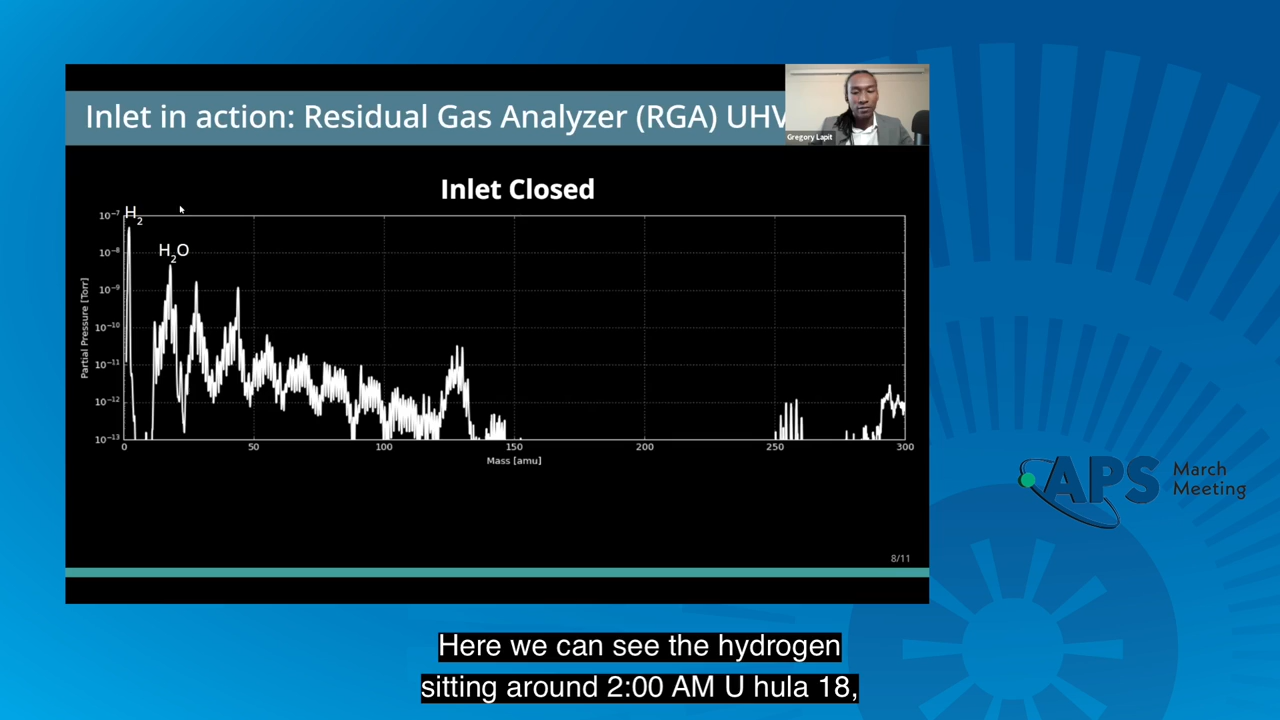 Inlet in action: Residual Gas Analyzer (RGA) UHV
Gregory Lapit
Inlet Closed
H₂
H₂O
Partial Pressure [Torr]
10⁻⁷
10⁻⁸
10⁻⁹
10⁻¹⁰
10⁻¹¹
10⁻¹²
10⁻¹³
0 50 100 150 200 250 300
Mass [amu]
8/11
APS March
Meeting
Here we can see the hydrogen
sitting around 2:00 AM U hula 18,